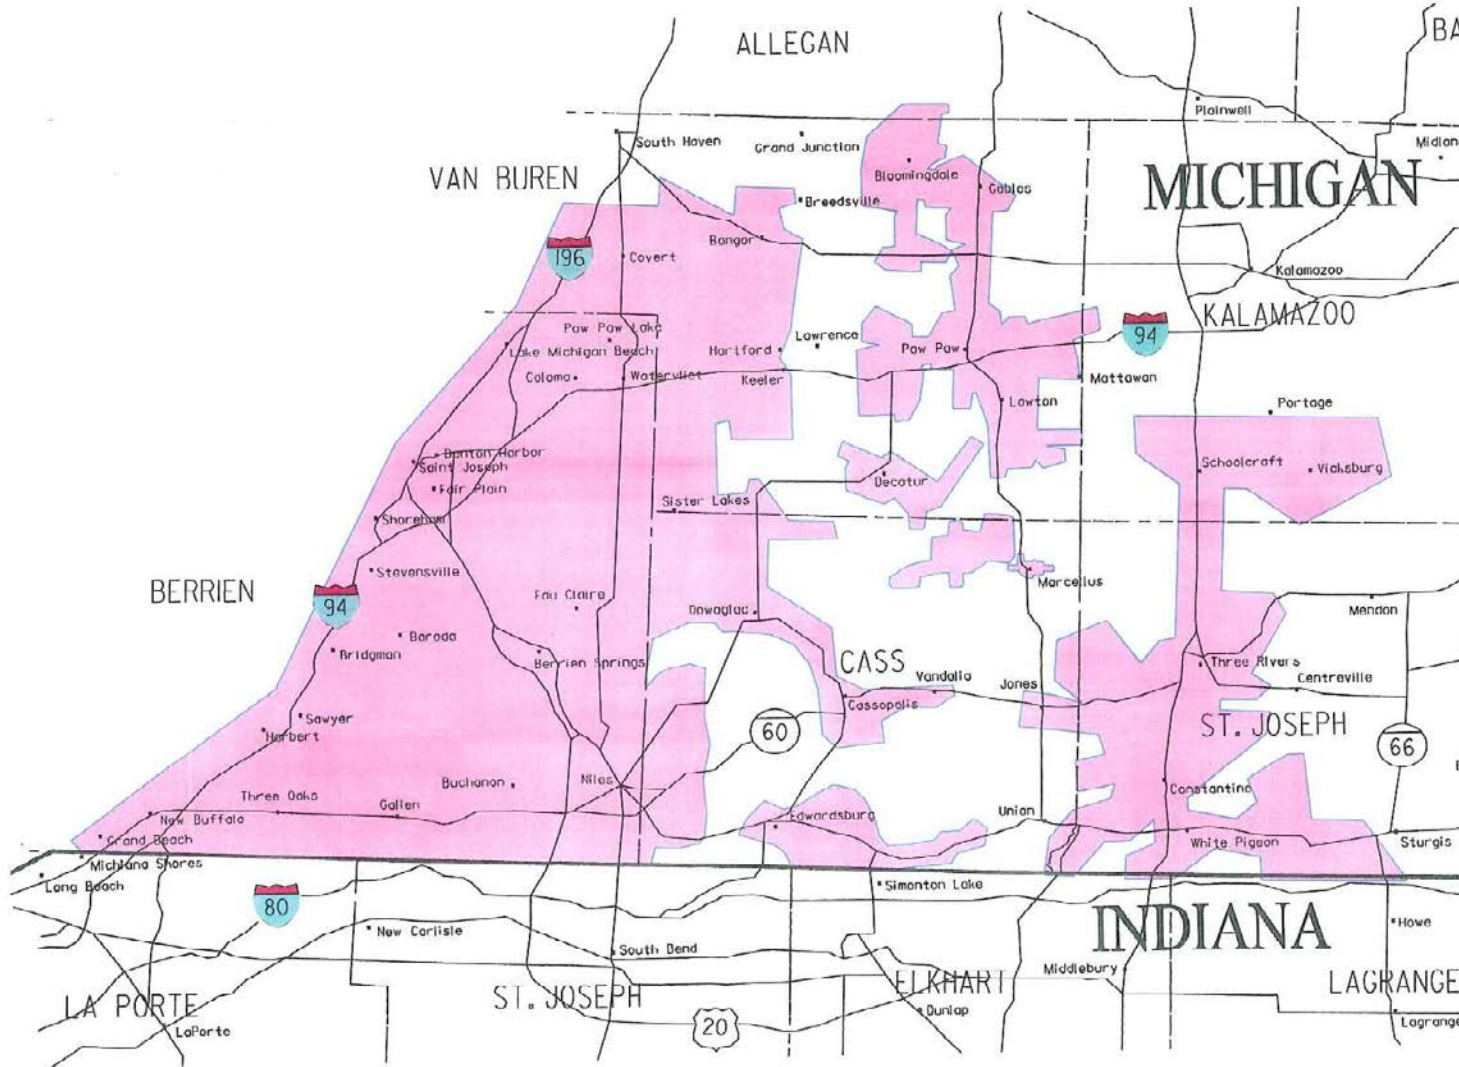 ALLEGAN
BA
Plainwell
South Haven
Grand Junction
Midlan
VAN BUREN
Bloomingdale
MICHIGAN
Gobles
Breedsville
Bangor
196
Covert
Kalamazoo
KALAMAZOO
Paw Paw Lake
Lawrence
94
Lake Michigan Beach
Hartford
Paw Paw
Coloma
Watervliet
Keeler
Mattawan
Lawton
Portage
Benton Harbor
Saint Joseph
Schoolcraft
Vicksburg
Fair Plain
Decatur
Sister Lakes
Shoreham
Stevensville
Marcellus
BERRIEN
94
Eau Claire
Dowagiac
Mendon
Baroda
Bridgman
Berrien Springs
CASS
Three Rivers
Vandalia
Jones
Centreville
Cassopolis
Sawyer
Harbert
60
ST. JOSEPH
66
Buchanan
Niles
Constantine
Three Oaks
Galien
New Buffalo
Edwardsburg
Union
Grand Beach
White Pigeon
Sturgis
Michiana Shores
Long Beach
Simonton Lake
80
New Carlisle
INDIANA
Howe
South Bend
Middlebury
LA PORTE
ST. JOSEPH
ELKHART
LAGRANGE
LaPorte
20
Dunlap
Lagrange